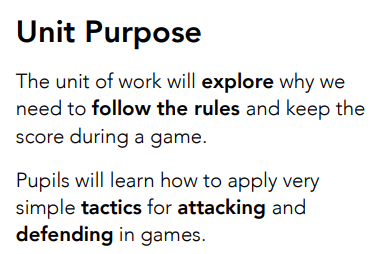 Unit Purpose
The unit of work will explore why we
need to follow the rules and keep the
score during a game.
Pupils will learn how to apply very
simple tactics for attacking and
defending in games.